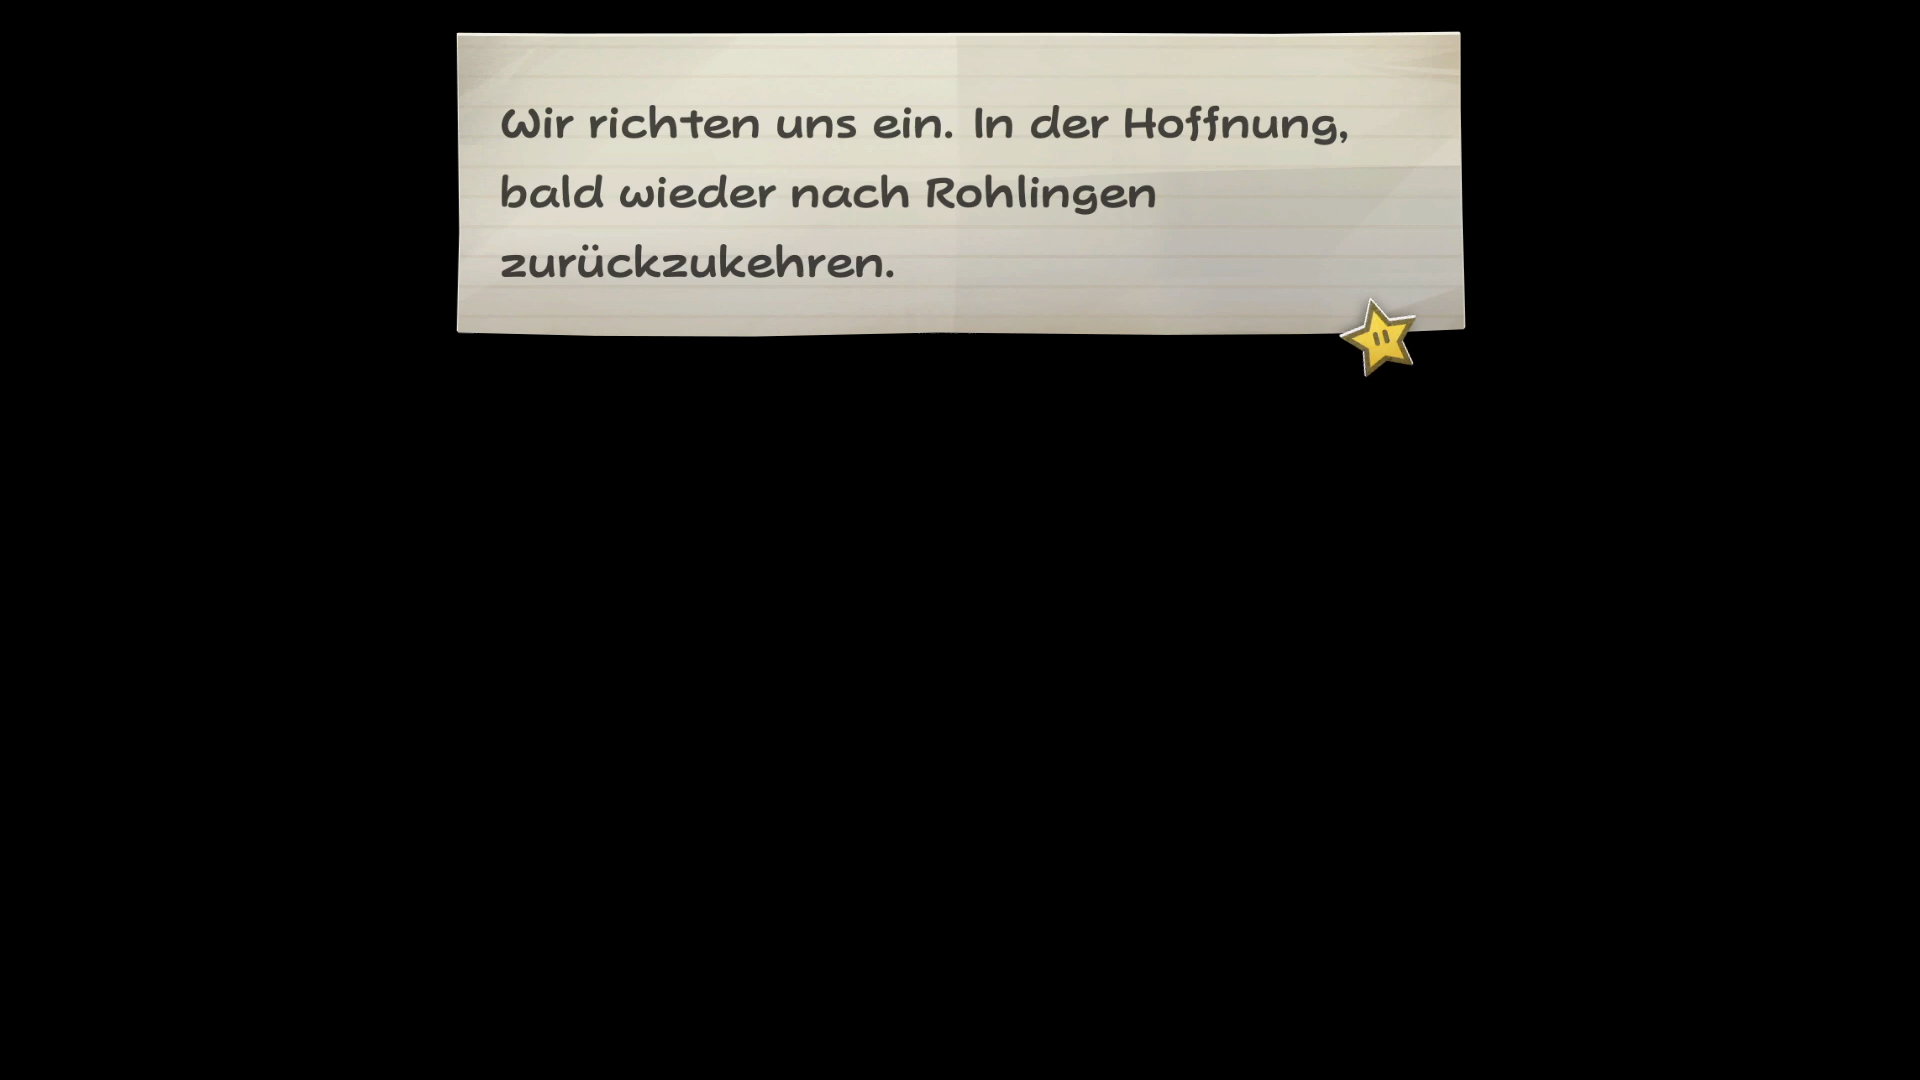 Wir richten uns ein. In der Hoffnung,
bald wieder nach Rohlingen
zurückzukehren.